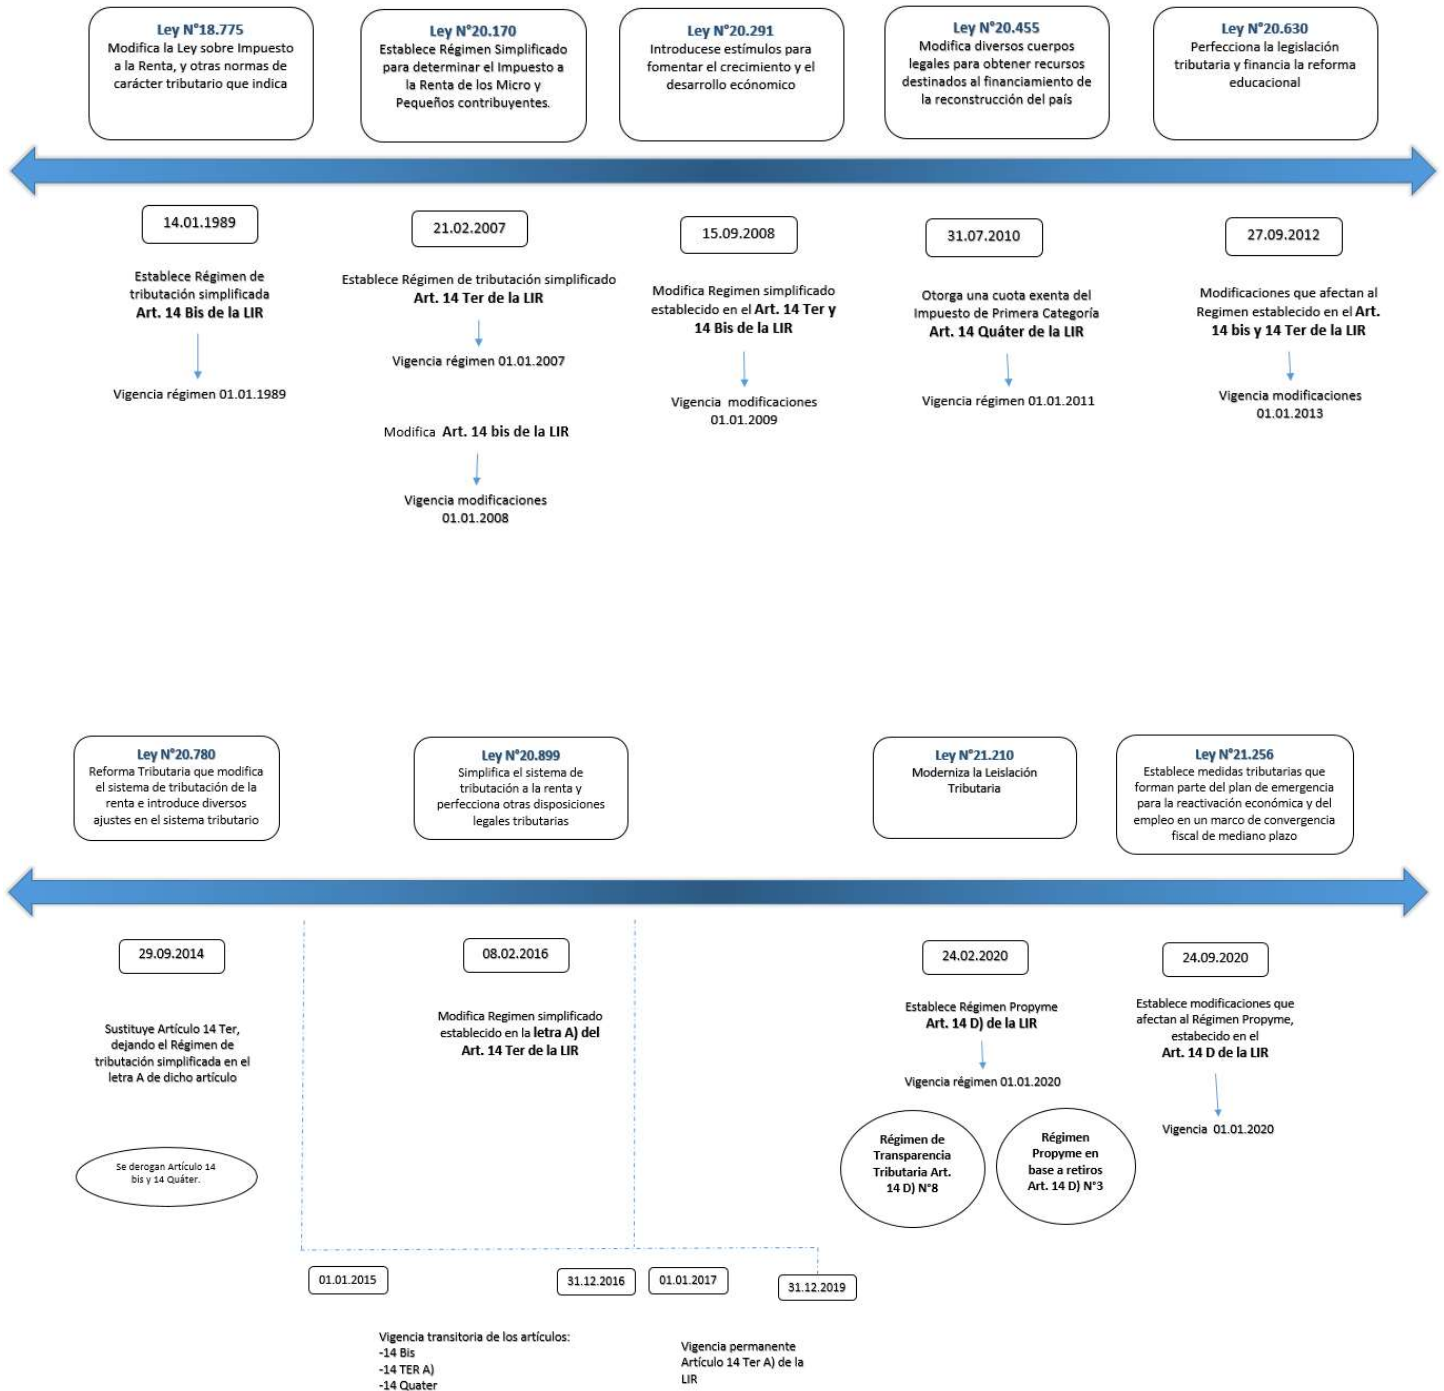 Ley N°18.775
Modifica la Ley sobre Impuesto
a la Renta, y otras normas de
carácter tributario que indica
Ley N°20.170
Establece Régimen Simplificado
para determinar el Impuesto a
la Renta de los Micro y
Pequeños contribuyentes.
Ley N°20.291
Introducese estímulos para
fomentar el crecimiento y el
desarrollo ecónomico
Ley N°20.455
Modifica diversos cuerpos
legales para obtener recursos
destinados al financiamiento de
la reconstrucción del país
Ley N°20.630
Perfecciona la legislación
tributaria y financia la reforma
educacional
14.01.1989
Establece Régimen de
tributación simplificada
Art. 14 Bis de la LIR
Vigencia régimen 01.01.1989
21.02.2007
Establece Régimen de tributación simplificado
Art. 14 Ter de la LIR
Vigencia régimen 01.01.2007
Modifica Art. 14 bis de la LIR
Vigencia modificaciones
01.01.2008
15.09.2008
Modifica Regimen simplificado
establecido en el Art. 14 Ter y
14 Bis de la LIR
Vigencia modificaciones
01.01.2009
31.07.2010
Otorga una cuota exenta del
Impuesto de Primera Categoría
Art. 14 Quáter de la LIR
Vigencia régimen 01.01.2011
27.09.2012
Modificaciones que afectan al
Regimen establecido en el Art.
14 bis y 14 Ter de la LIR
Vigencia modificaciones
01.01.2013
Ley N°20.780
Reforma Tributaria que modifica
el sistema de tributación de la
renta e introduce diversos
ajustes en el sistema tributario
Ley N°20.899
Simplifica el sistema de
tributación a la renta y
perfecciona otras disposiciones
legales tributarias
Ley N°21.210
Moderniza la Leislación
Tributaria
Ley N°21.256
Establece medidas tributarias que
forman parte del plan de emergencia
para la reactivación económica y del
empleo en un marco de convergencia
fiscal de mediano plazo
29.09.2014
Sustituye Artículo 14 Ter,
dejando el Régimen de
tributación simplificada en el
letra A de dicho artículo
Se derogan Artículo 14
bis y 14 Quáter.
08.02.2016
Modifica Regimen simplificado
establecido en la letra A) del
Art. 14 Ter de la LIR
24.02.2020
Establece Régimen Propyme
Art. 14 D) de la LIR
Vigencia régimen 01.01.2020
Régimen de
Transparencia
Tributaria Art.
14 D) N°8
Régimen
Propyme en
base a retiros
Art. 14 D) N°3
24.09.2020
Establece modificaciones que
afectan al Régimen Propyme,
estabecido en el
Art. 14 D de la LIR
Vigencia 01.01.2020
01.01.2015
31.12.2016
01.01.2017
31.12.2019
Vigencia transitoria de los artículos:
-14 Bis
-14 TER A)
-14 Quater
Vigencia permanente
Artículo 14 Ter A) de la
LIR